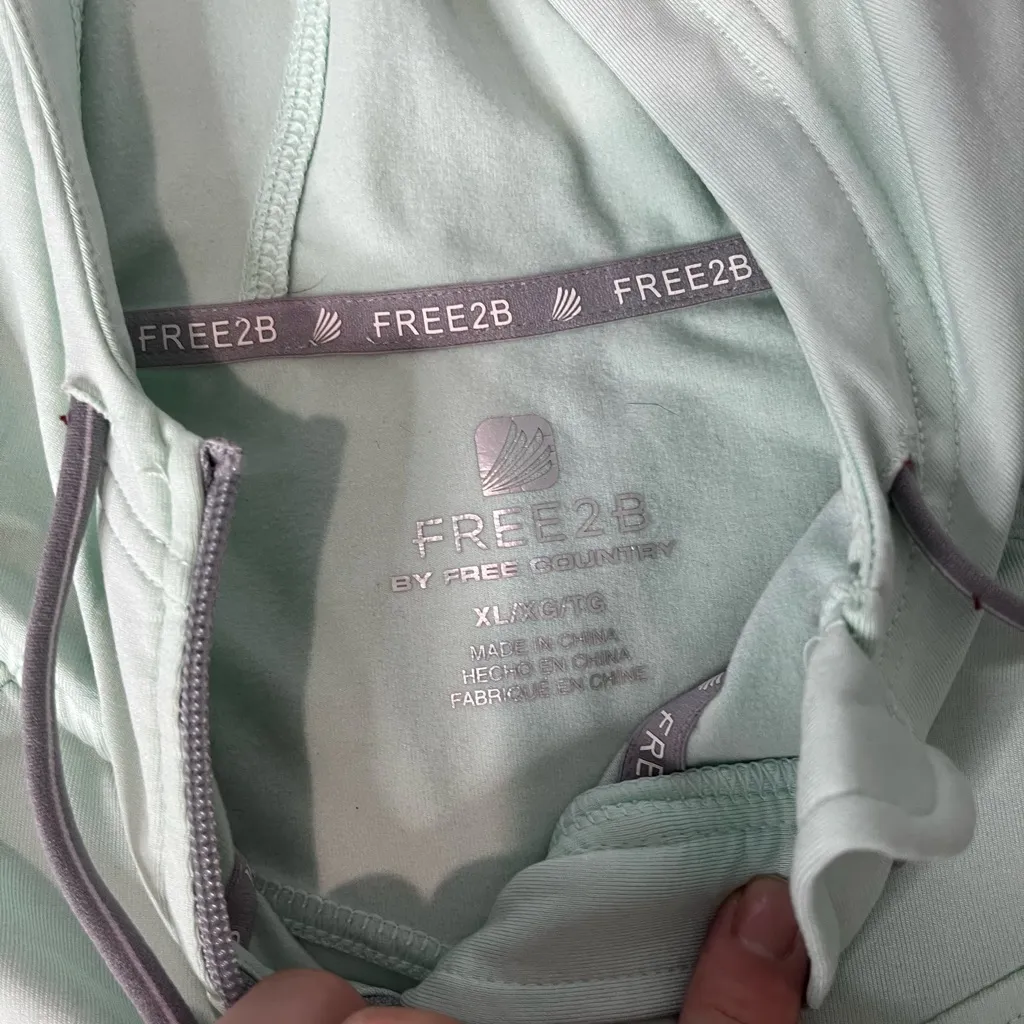 FREE2B FREE2B FREE2B
FREE2B
BY FREE COUNTRY
XL/XG/TG
MADE IN CHINA
HECHO EN CHINA
FABRIQUÉ EN CHINE
FRE